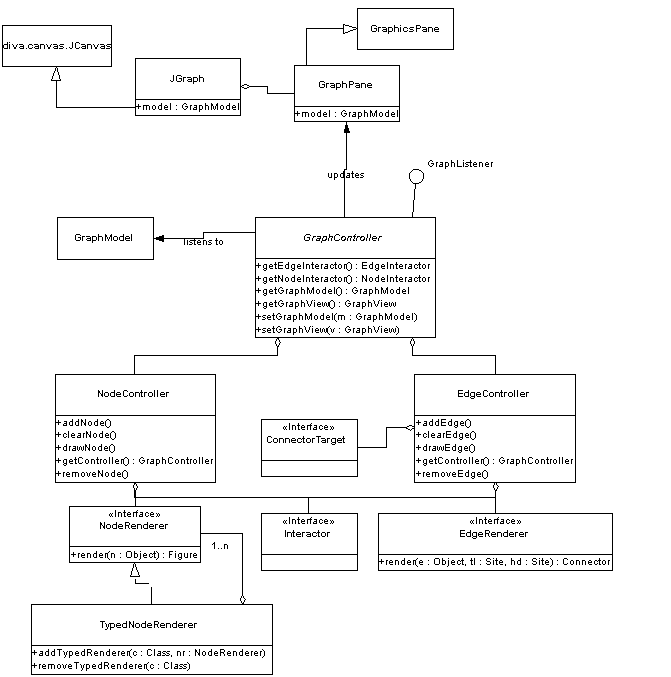 GraphicsPane
diva.canvas.JCanvas
JGraph
+model : GraphModel
GraphPane
+model : GraphModel
updates
GraphListener
GraphModel
listens to
GraphController
+getEdgeInteractor() : EdgeInteractor
+getNodeInteractor() : NodeInteractor
+getGraphModel() : GraphModel
+getGraphView() : GraphView
+setGraphModel(m : GraphModel)
+setGraphView(v : GraphView)
NodeController
+addNode()
+clearNode()
+drawNode()
+getController() : GraphController
+removeNode()
«Interface»
ConnectorTarget
EdgeController
+addEdge()
+clearEdge()
+drawEdge()
+getController() : GraphController
+removeEdge()
«Interface»
NodeRenderer
+render(n : Object) : Figure
1..n
«Interface»
Interactor
«Interface»
EdgeRenderer
+render(e : Object, tl : Site, hd : Site) : Connector
TypedNodeRenderer
+addTypedRenderer(c : Class, nr : NodeRenderer)
+removeTypedRenderer(c : Class)